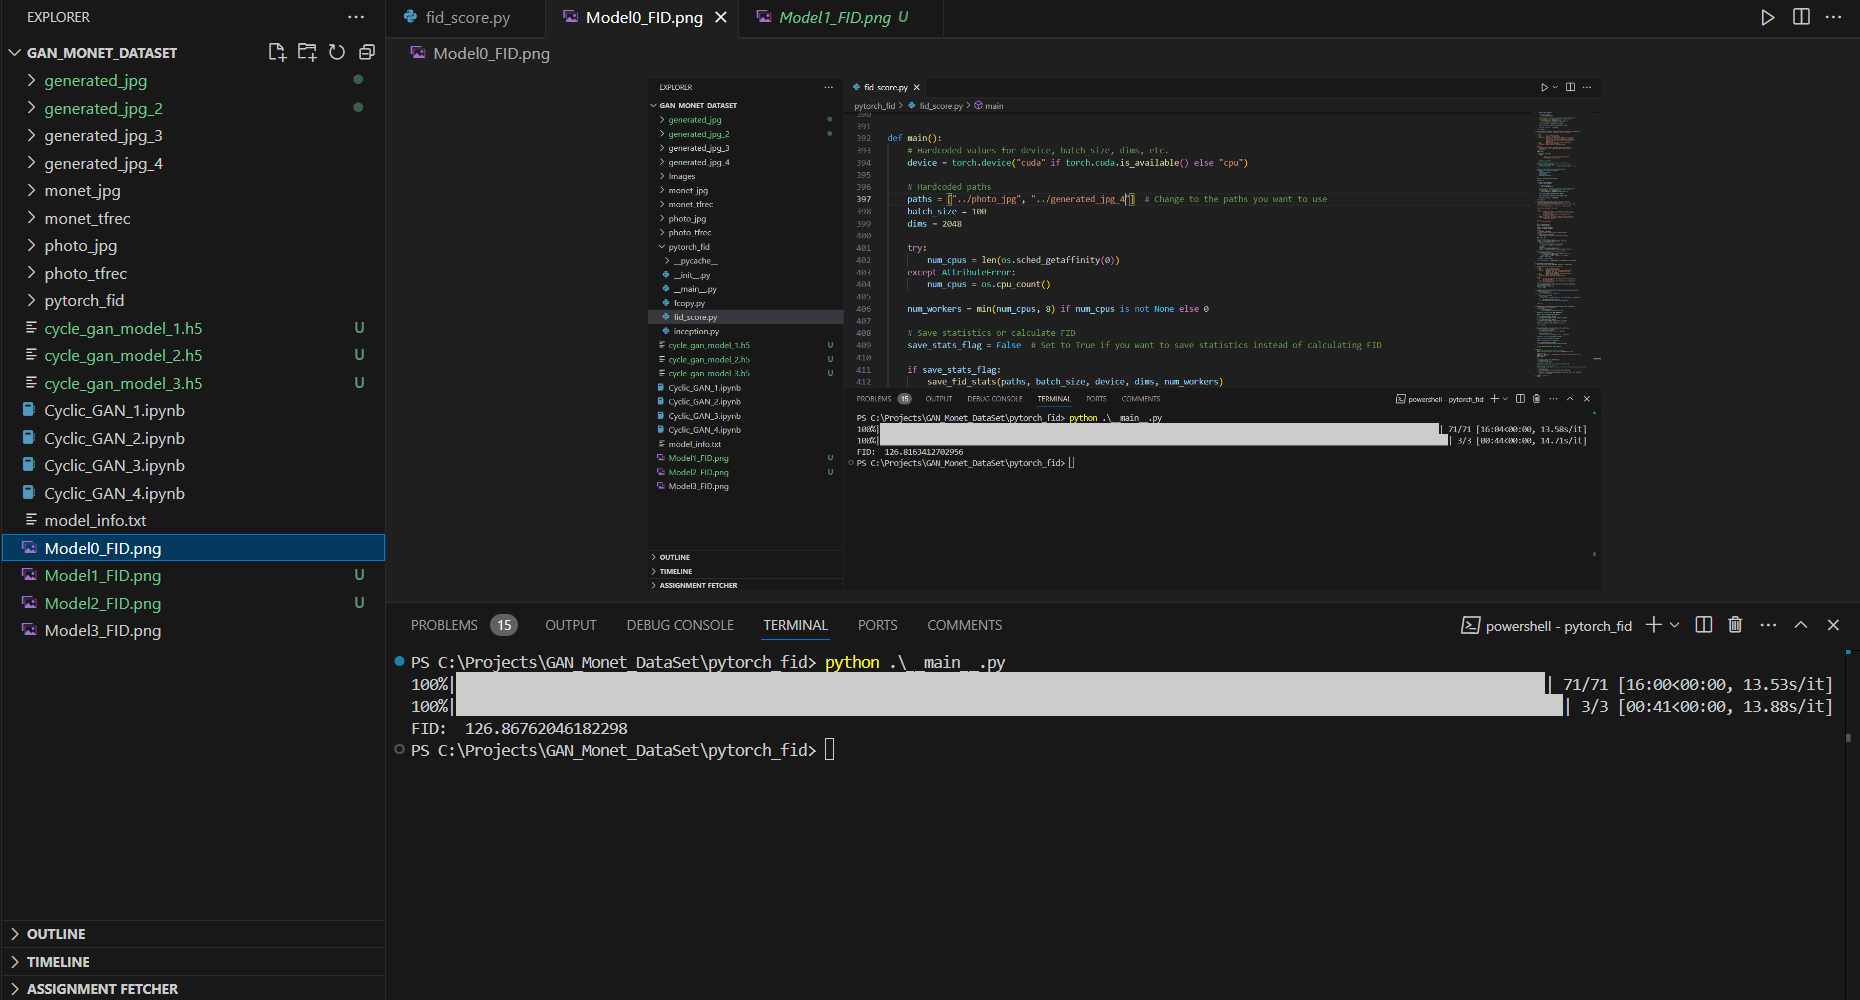 EXPLORER
GAN_MONET_DATASET
generated_jpg
generated_jpg_2
generated_jpg_3
generated_jpg_4
monet_jpg
monet_tfrec
photo_jpg
photo_tfrec
pytorch_fid
cycle_gan_model_1.h5 U
cycle_gan_model_2.h5 U
cycle_gan_model_3.h5 U
Cyclic_GAN_1.ipynb
Cyclic_GAN_2.ipynb
Cyclic_GAN_3.ipynb
Cyclic_GAN_4.ipynb
model_info.txt
Model0_FID.png
Model1_FID.png U
Model2_FID.png U
Model3_FID.png
OUTLINE
TIMELINE
ASSIGNMENT FETCHER
fid_score.py Model0_FID.png Model1_FID.png U
Model0_FID.png
EXPLORER
GAN_MONET_DATASET
generated_jpg
generated_jpg_2
generated_jpg_3
generated_jpg_4
Images
monet_jpg
monet_tfrec
photo_jpg
photo_tfrec
pytorch_fid
__pycache__
__init__.py
__main__.py
fcopy.py
fid_score.py
inception.py
cycle_gan_model_1.h5 U
cycle_gan_model_2.h5 U
cycle_gan_model_3.h5 U
Cyclic_GAN_1.ipynb
Cyclic_GAN_2.ipynb
Cyclic_GAN_3.ipynb
Cyclic_GAN_4.ipynb
model_info.txt
Model1_FID.png U
Model2_FID.png U
Model3_FID.png
OUTLINE
TIMELINE
ASSIGNMENT FETCHER
fid_score.py
pytorch_fid > fid_score.py > main
390
391
392 def main():
393 # Hardcoded values for device, batch_size, dims, etc.
394 device = torch.device("cuda" if torch.cuda.is_available() else "cpu")
395
396 # Hardcoded paths
397 paths = ["../photo_jpg", "../generated_jpg_4"] # Change to the paths you want to use
398 batch_size = 100
399 dims = 2048
400
401 try:
402 num_cpus = len(os.sched_getaffinity(0))
403 except AttributeError:
404 num_cpus = os.cpu_count()
405
406 num_workers = min(num_cpus, 8) if num_cpus is not None else 0
407
408 # Save statistics or calculate FID
409 save_stats_flag = False # Set to True if you want to save statistics instead of calculating FID
410
411 if save_stats_flag:
412 save_fid_stats(paths, batch_size, device, dims, num_workers)
PROBLEMS 15 OUTPUT DEBUG CONSOLE TERMINAL PORTS COMMENTS powershell - pytorch_fid
PS C:\Projects\GAN_Monet_DataSet\pytorch_fid> python .\__main__.py
100%| | 71/71 [16:04<00:00, 13.58s/it]
100%| | 3/3 [00:44<00:00, 14.71s/it]
FID: 126.8163412702956
PS C:\Projects\GAN_Monet_DataSet\pytorch_fid>
PROBLEMS 15 OUTPUT DEBUG CONSOLE TERMINAL PORTS COMMENTS powershell - pytorch_fid
PS C:\Projects\GAN_Monet_DataSet\pytorch_fid> python .\__main__.py
100%| | 71/71 [16:00<00:00, 13.53s/it]
100%| | 3/3 [00:41<00:00, 13.88s/it]
FID: 126.86762046182298
PS C:\Projects\GAN_Monet_DataSet\pytorch_fid>